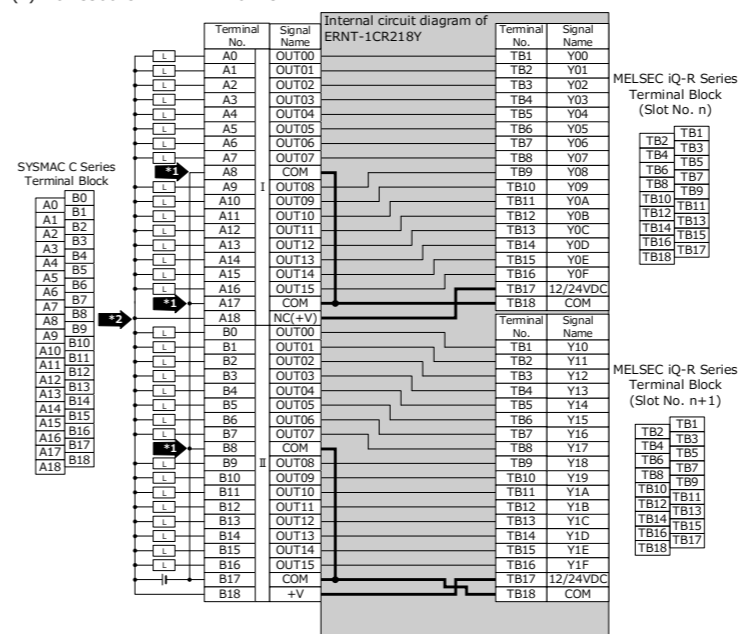 Internal circuit diagram of
ERNT-1CR218Y
SYSMAC C Series
Terminal Block
A0 B0
A1 B1
A2 B2
A3 B3
A4 B4
A5 B5
A6 B6
A7 B7
A8 B8
A9 B9
A10 B10
A11 B11
A12 B12
A13 B13
A14 B14
A15 B15
A16 B16
A17 B17
A18 B18
*2
Terminal No. Signal Name
L A0 OUT00
L A1 OUT01
L A2 OUT02
L A3 OUT03
L A4 OUT04
L A5 OUT05
L A6 OUT06
L A7 OUT07
*1 A8 COM
L A9 I OUT08
L A10 OUT09
L A11 OUT10
L A12 OUT11
L A13 OUT12
L A14 OUT13
L A15 OUT14
L A16 OUT15
*1 A17 COM
A18 NC(+V)
L B0 OUT00
L B1 OUT01
L B2 OUT02
L B3 OUT03
L B4 OUT04
L B5 OUT05
L B6 OUT06
L B7 OUT07
*1 B8 COM
L B9 II OUT08
L B10 OUT09
L B11 OUT10
L B12 OUT11
L B13 OUT12
L B14 OUT13
L B15 OUT14
L B16 OUT15
B17 COM
B18 +V
Terminal No. Signal Name
TB1 Y00
TB2 Y01
TB3 Y02
TB4 Y03
TB5 Y04
TB6 Y05
TB7 Y06
TB8 Y07
TB9 Y08
TB10 Y09
TB11 Y0A
TB12 Y0B
TB13 Y0C
TB14 Y0D
TB15 Y0E
TB16 Y0F
TB17 12/24VDC
TB18 COM
Terminal No. Signal Name
TB1 Y10
TB2 Y11
TB3 Y12
TB4 Y13
TB5 Y14
TB6 Y15
TB7 Y16
TB8 Y17
TB9 Y18
TB10 Y19
TB11 Y1A
TB12 Y1B
TB13 Y1C
TB14 Y1D
TB15 Y1E
TB16 Y1F
TB17 12/24VDC
TB18 COM
MELSEC iQ-R Series
Terminal Block
(Slot No. n)
TB2 TB1
TB4 TB3
TB6 TB5
TB8 TB7
TB10 TB9
TB12 TB11
TB14 TB13
TB16 TB15
TB18 TB17
MELSEC iQ-R Series
Terminal Block
(Slot No. n+1)
TB2 TB1
TB4 TB3
TB6 TB5
TB8 TB7
TB10 TB9
TB12 TB11
TB14 TB13
TB16 TB15
TB18 TB17